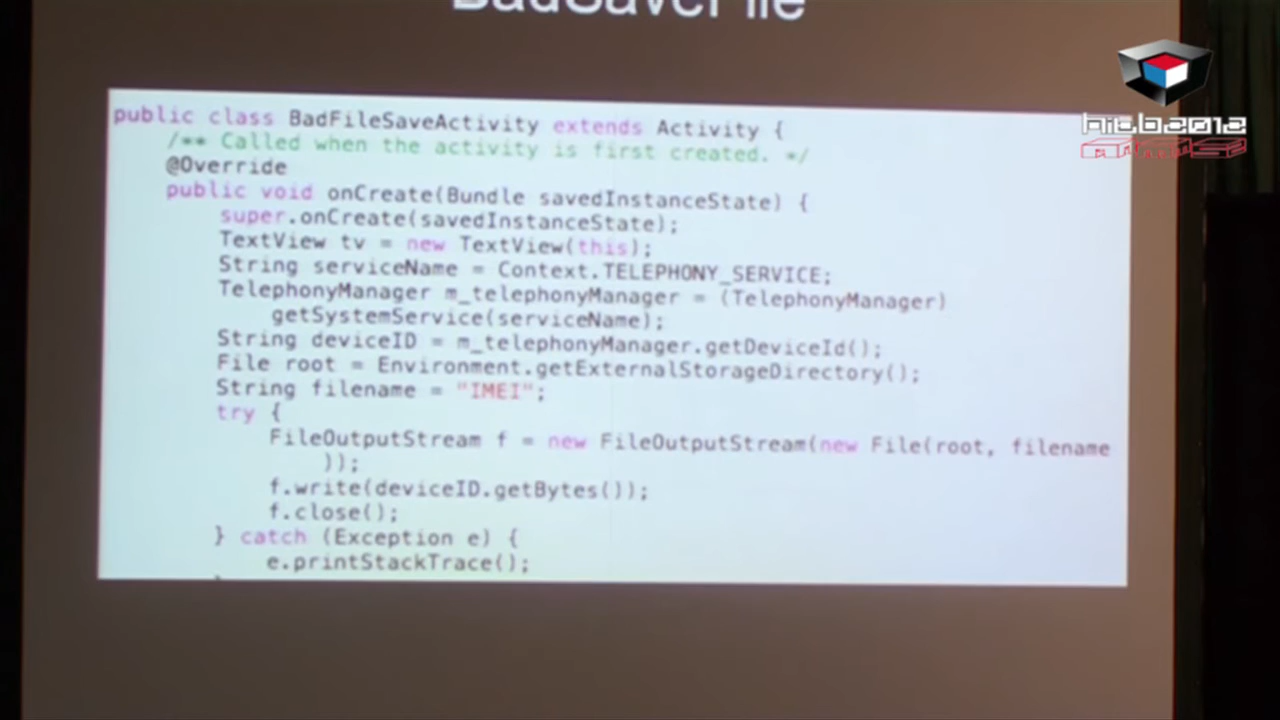 BadSaveFile
public class BadFileSaveActivity extends Activity {
/** Called when the activity is first created. */
@Override
public void onCreate(Bundle savedInstanceState) {
super.onCreate(savedInstanceState);
TextView tv = new TextView(this);
String serviceName = Context.TELEPHONY_SERVICE;
TelephonyManager m_telephonyManager = (TelephonyManager)
getSystemService(serviceName);
String deviceID = m_telephonyManager.getDeviceId();
File root = Environment.getExternalStorageDirectory();
String filename = "IMEI";
try {
FileOutputStream f = new FileOutputStream(new File(root, filename
));
f.write(deviceID.getBytes());
f.close();
} catch (Exception e) {
e.printStackTrace();
hitb2012